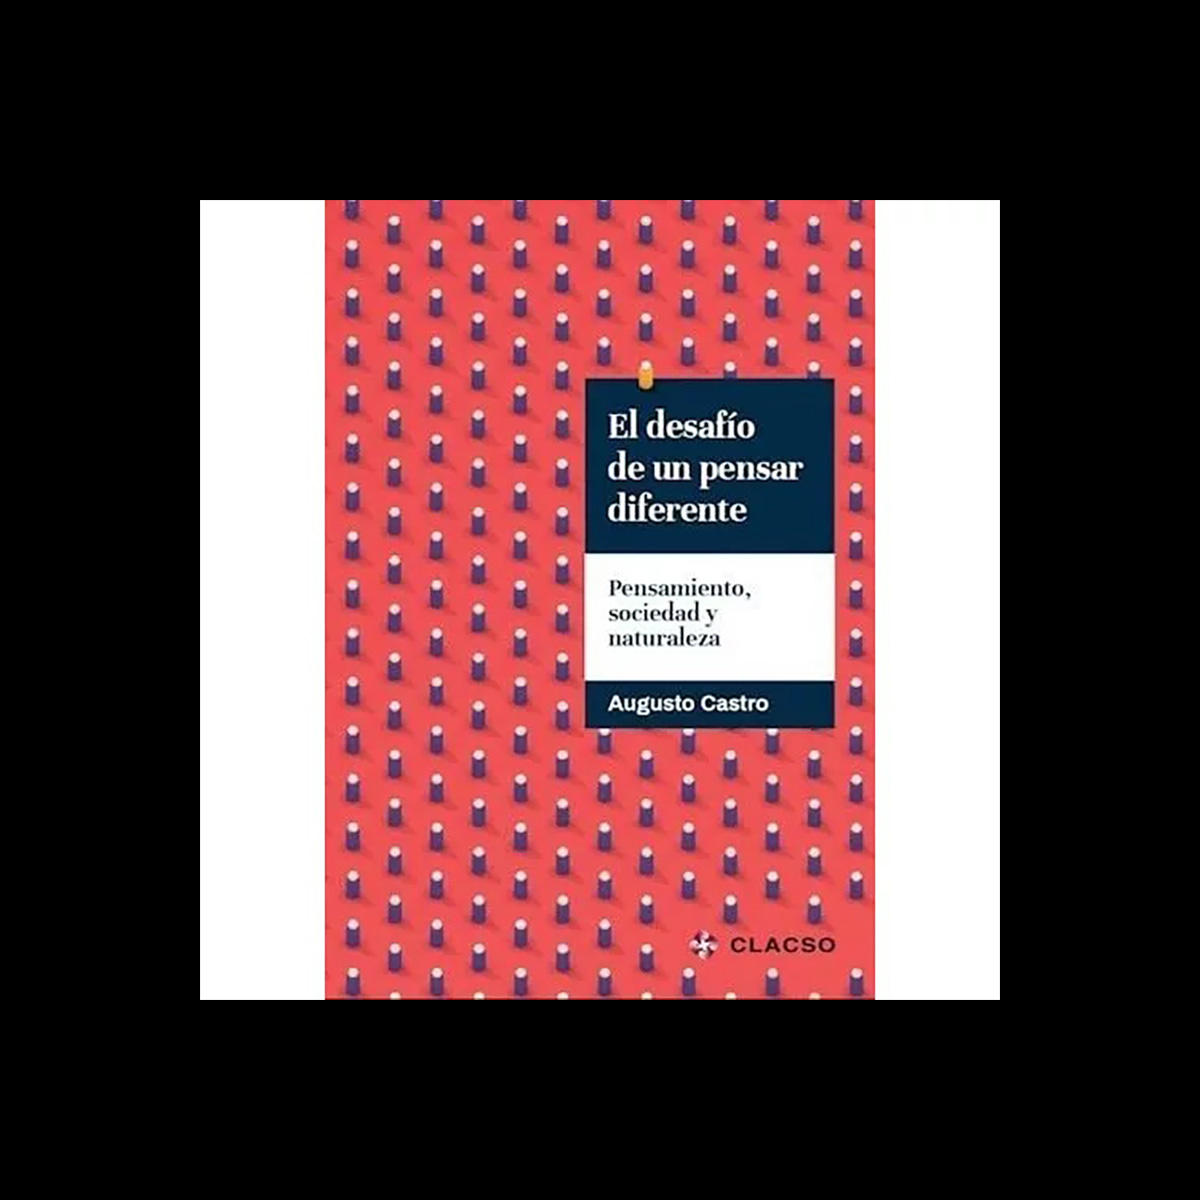 El desafío
de un pensar
diferente
Pensamiento,
sociedad y
naturaleza
Augusto Castro
CLACSO